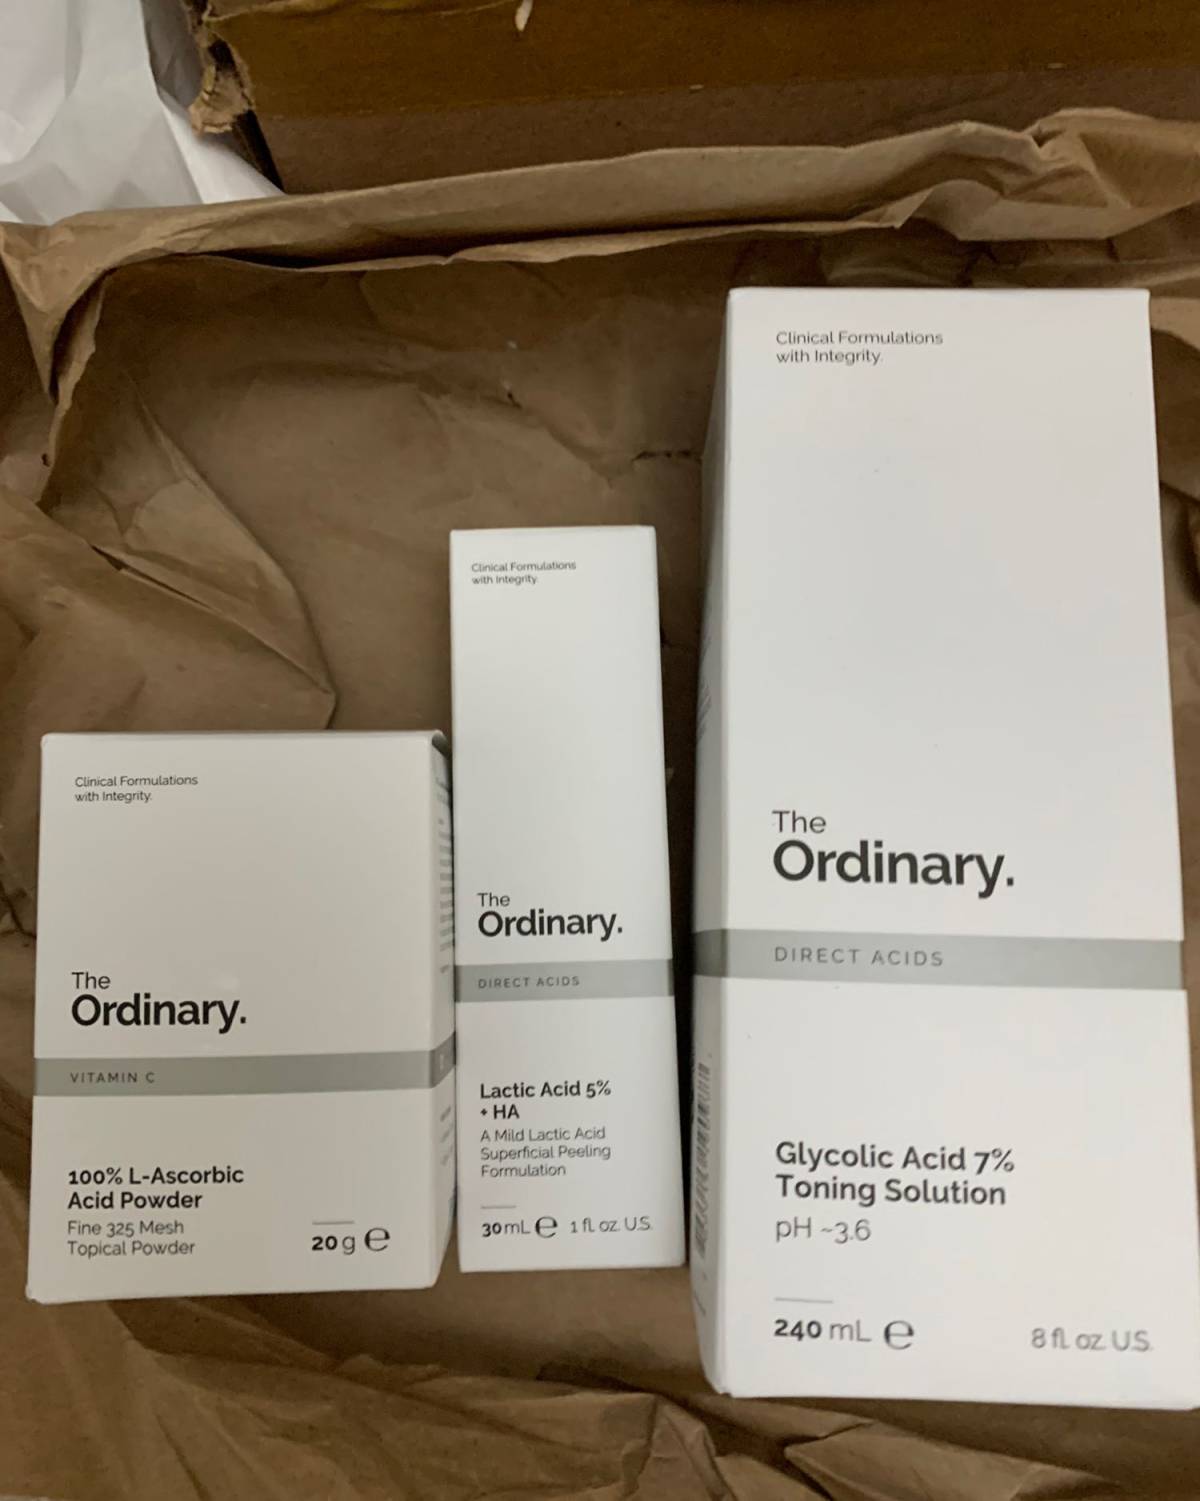 Clinical Formulations
with Integrity.
The
Ordinary.
VITAMIN C
100% L-Ascorbic
Acid Powder
Fine 325 Mesh
Topical Powder
20 g ℮
Clinical Formulations
with Integrity.
The
Ordinary.
DIRECT ACIDS
Lactic Acid 5%
+ HA
A Mild Lactic Acid
Superficial Peeling
Formulation
30 mL ℮ 1 fl. oz. U.S.
Clinical Formulations
with Integrity.
The
Ordinary.
DIRECT ACIDS
Glycolic Acid 7%
Toning Solution
pH ~3.6
240 mL ℮ 8 fl. oz. U.S.